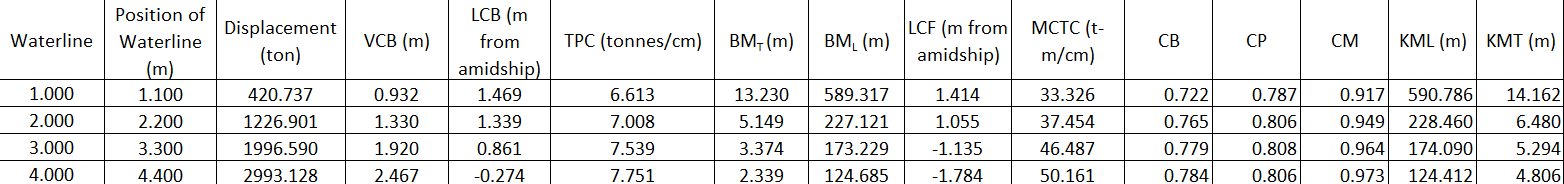 Waterline | Position of Waterline (m) | Displacement (ton) | VCB (m) | LCB (m from amidship) | TPC (tonnes/cm) | BMT (m) | BML (m) | LCF (m from amidship) | MCTC (t-m/cm) | CB | CP | CM | KML (m) | KMT (m)
1.000 | 1.100 | 420.737 | 0.932 | 1.469 | 6.613 | 13.230 | 589.317 | 1.414 | 33.326 | 0.722 | 0.787 | 0.917 | 590.786 | 14.162
2.000 | 2.200 | 1226.901 | 1.330 | 1.339 | 7.008 | 5.149 | 227.121 | 1.055 | 37.454 | 0.765 | 0.806 | 0.949 | 228.460 | 6.480
3.000 | 3.300 | 1996.590 | 1.920 | 0.861 | 7.539 | 3.374 | 173.229 | -1.135 | 46.487 | 0.779 | 0.808 | 0.964 | 174.090 | 5.294
4.000 | 4.400 | 2993.128 | 2.467 | -0.274 | 7.751 | 2.339 | 124.685 | -1.784 | 50.161 | 0.784 | 0.806 | 0.973 | 124.412 | 4.806